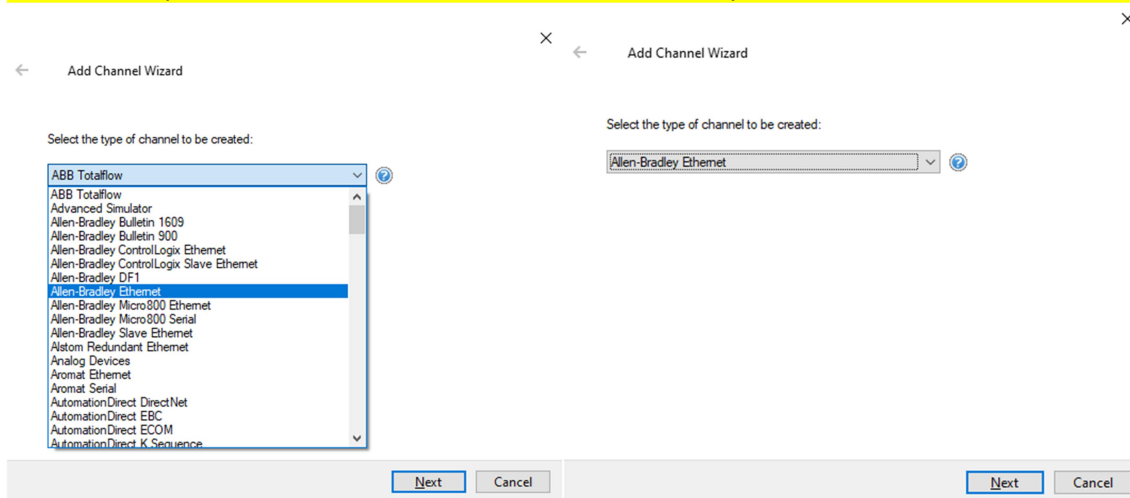 Add Channel Wizard
Select the type of channel to be created:
ABB Totalflow
ABB Totalflow
Advanced Simulator
Allen-Bradley Bulletin 1609
Allen-Bradley Bulletin 900
Allen-Bradley ControlLogix Ethernet
Allen-Bradley ControlLogix Slave Ethernet
Allen-Bradley DF1
Allen-Bradley Ethernet
Allen-Bradley Micro800 Ethernet
Allen-Bradley Micro800 Serial
Allen-Bradley Slave Ethernet
Alstom Redundant Ethernet
Analog Devices
Aromat Ethernet
Aromat Serial
AutomationDirect DirectNet
AutomationDirect EBC
AutomationDirect ECOM
AutomationDirect K Sequence
Next Cancel
Add Channel Wizard
Select the type of channel to be created:
Allen-Bradley Ethernet
Next Cancel